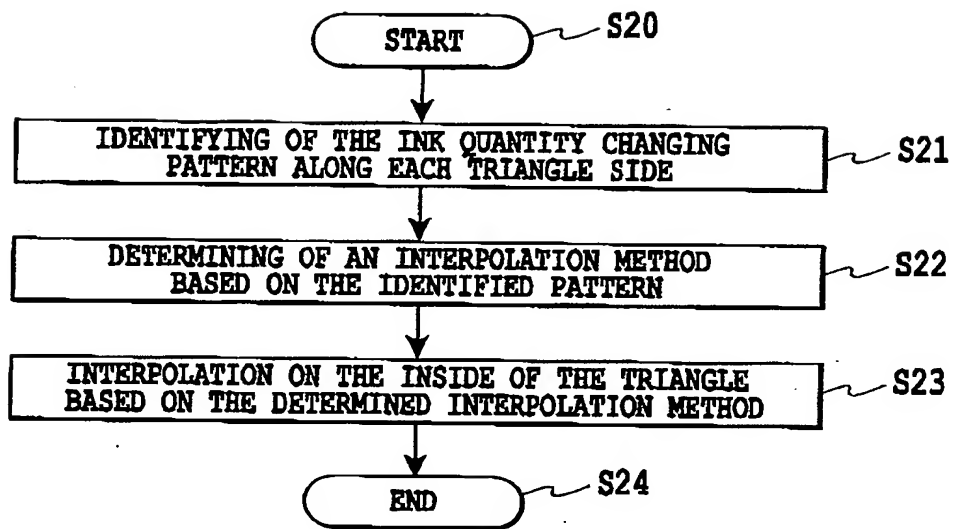 START
S20
IDENTIFYING OF THE INK QUANTITY CHANGING
PATTERN ALONG EACH TRIANGLE SIDE
S21
DETERMINING OF AN INTERPOLATION METHOD
BASED ON THE IDENTIFIED PATTERN
S22
INTERPOLATION ON THE INSIDE OF THE TRIANGLE
BASED ON THE DETERMINED INTERPOLATION METHOD
S23
END
S24